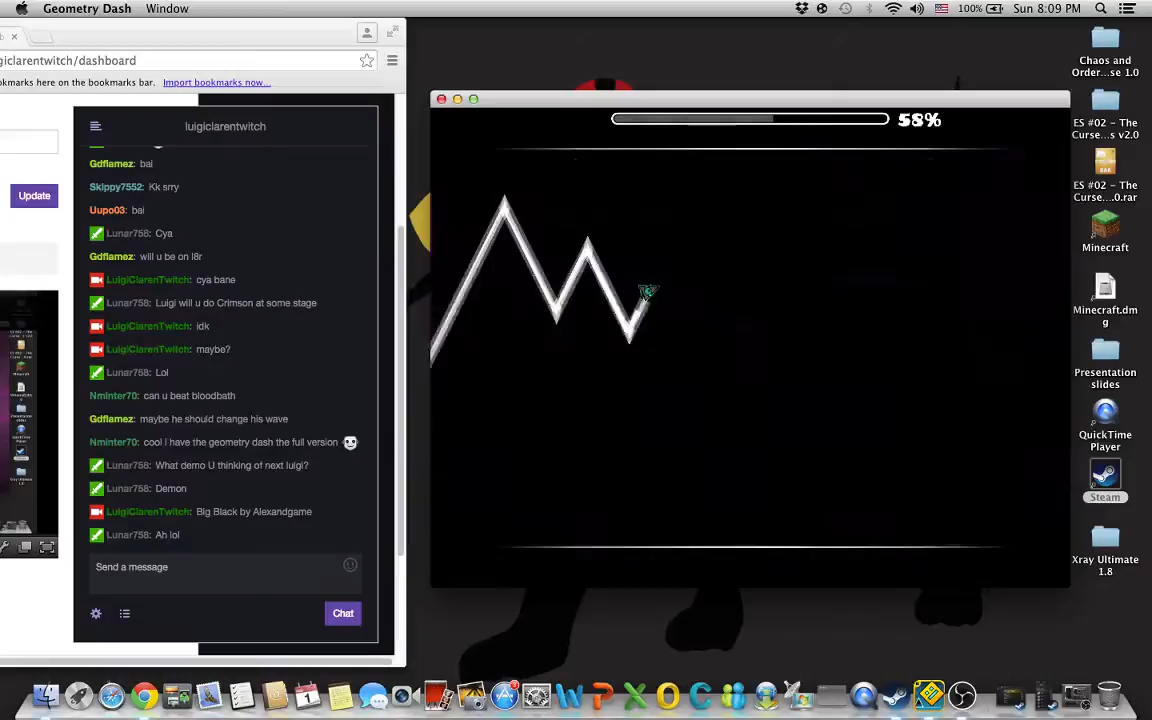 Geometry Dash Window
100% Sun 8:09 PM
giclarentwitch/dashboard
okmarks here on the bookmarks bar. Import bookmarks now...
58%
luigiclarentwitch
Update
Gdflamez: bai
Skippy7552: Kk srry
Uupo03: bai
Lunar758: Cya
Gdflamez: will u be on l8r
LuigiClarenTwitch: cya bane
Lunar758: Luigi will u do Crimson at some stage
LuigiClarenTwitch: idk
LuigiClarenTwitch: maybe?
Lunar758: Lol
Nminter70: can u beat bloodbath
Gdflamez: maybe he should change his wave
Nminter70: cool I have the geometry dash the full version
Lunar758: What demo U thinking of next luigi?
Lunar758: Demon
LuigiClarenTwitch: Big Black by Alexandgame
Lunar758: Ah lol
Send a message
Chat
Chaos and
Order...se 1.0
ES #02 - The
Curse...s v2.0
ES #02 - The
Curse...0.rar
Minecraft
Minecraft.dm
g
Presentation
slides
QuickTime
Player
Steam
Xray Ultimate
1.8